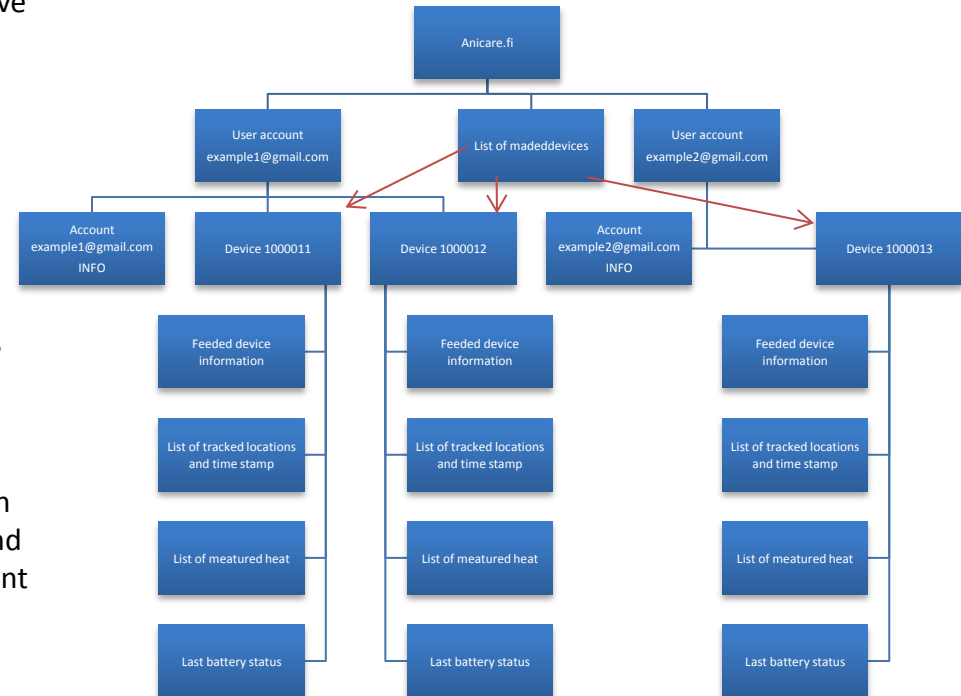 ve
Anicare.fi
User account
example1@gmail.com
List of madeddevices
User account
example2@gmail.com
Account
example1@gmail.com
INFO
Device 1000011
Device 1000012
Account
example2@gmail.com
INFO
Device 1000013
Feeded device
information
Feeded device
information
Feeded device
information
List of tracked locations
and time stamp
List of tracked locations
and time stamp
List of tracked locations
and time stamp
List of meatured heat
List of meatured heat
List of meatured heat
nd
nt
Last battery status
Last battery status
Last battery status